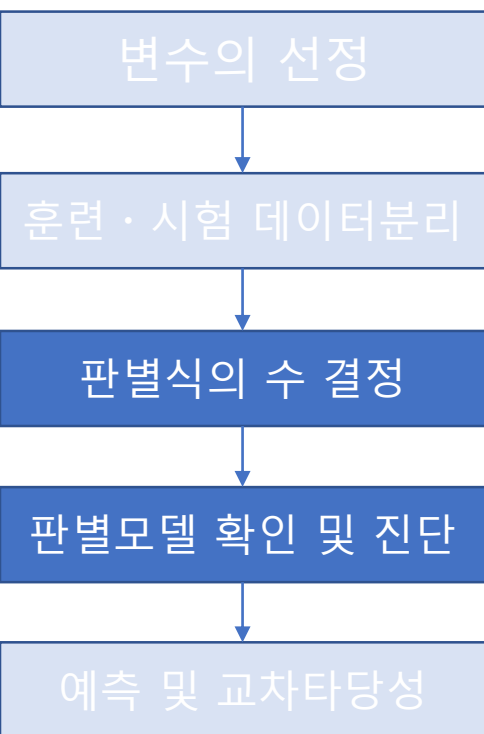 변수의 선정
훈련 · 시험 데이터분리
판별식의 수 결정
판별모델 확인 및 진단
예측 및 교차타당성